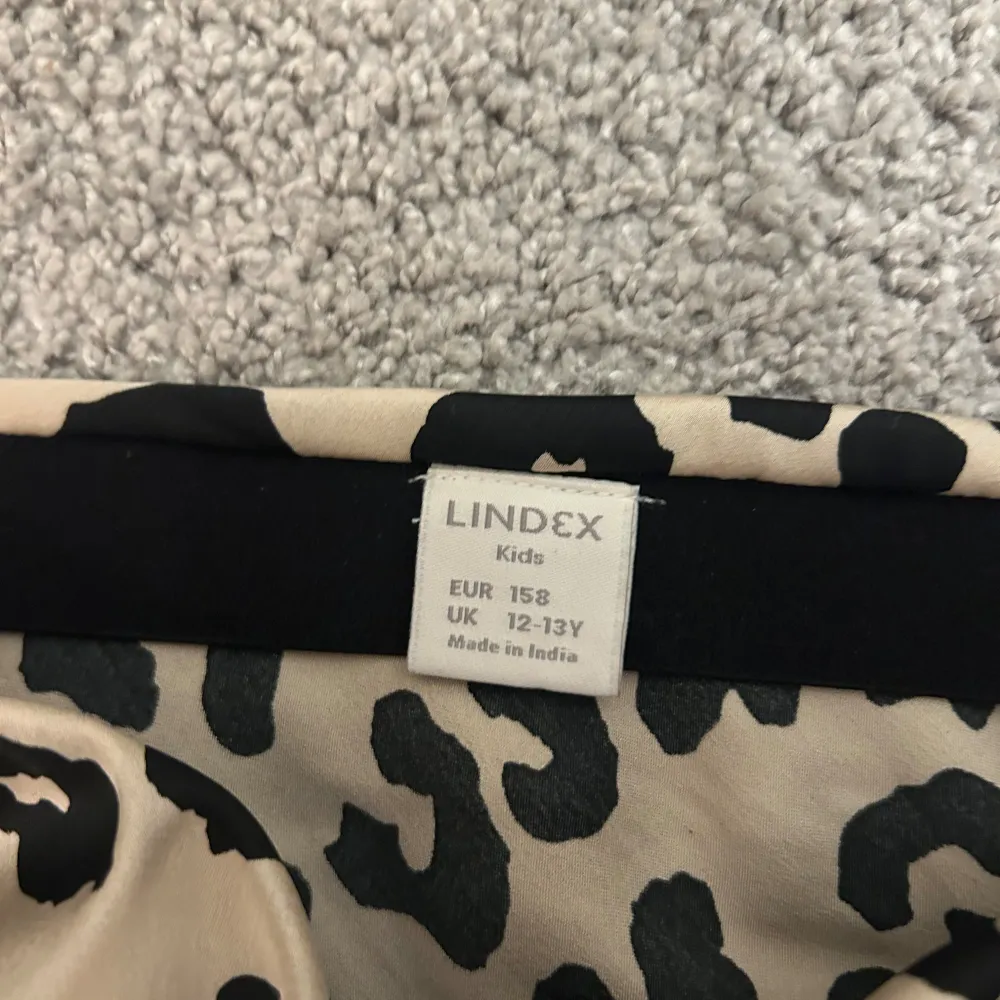 LINDEX
Kids
EUR 158
UK 12-13Y
Made in India